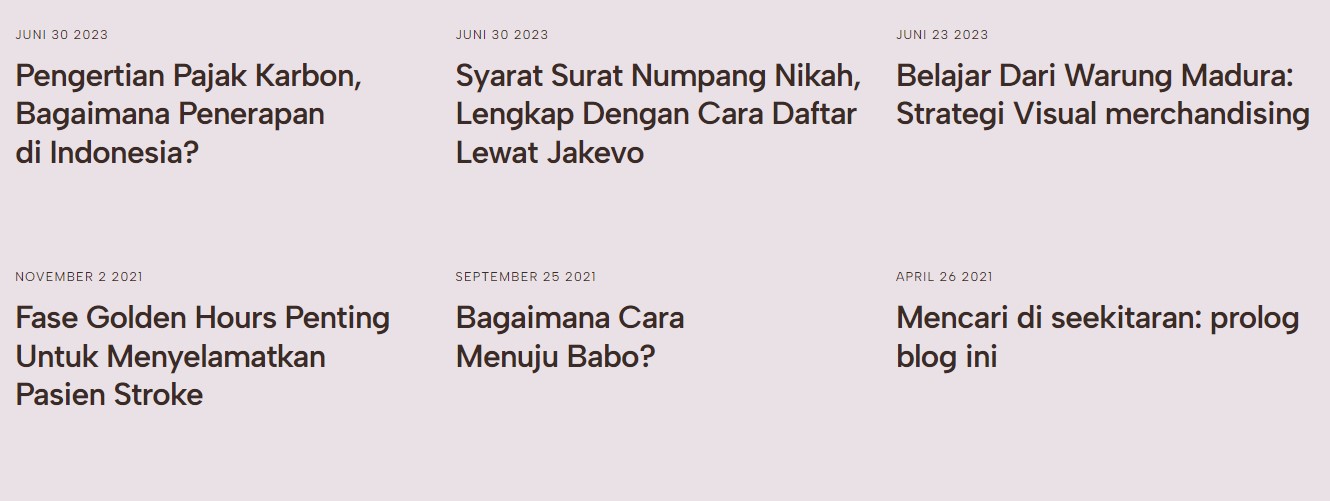 JUNI 30 2023
Pengertian Pajak Karbon,
Bagaimana Penerapan
di Indonesia?
JUNI 30 2023
Syarat Surat Numpang Nikah,
Lengkap Dengan Cara Daftar
Lewat Jakevo
JUNI 23 2023
Belajar Dari Warung Madura:
Strategi Visual merchandising
NOVEMBER 2 2021
Fase Golden Hours Penting
Untuk Menyelamatkan
Pasien Stroke
SEPTEMBER 25 2021
Bagaimana Cara
Menuju Babo?
APRIL 26 2021
Mencari di seekitaran: prolog
blog ini